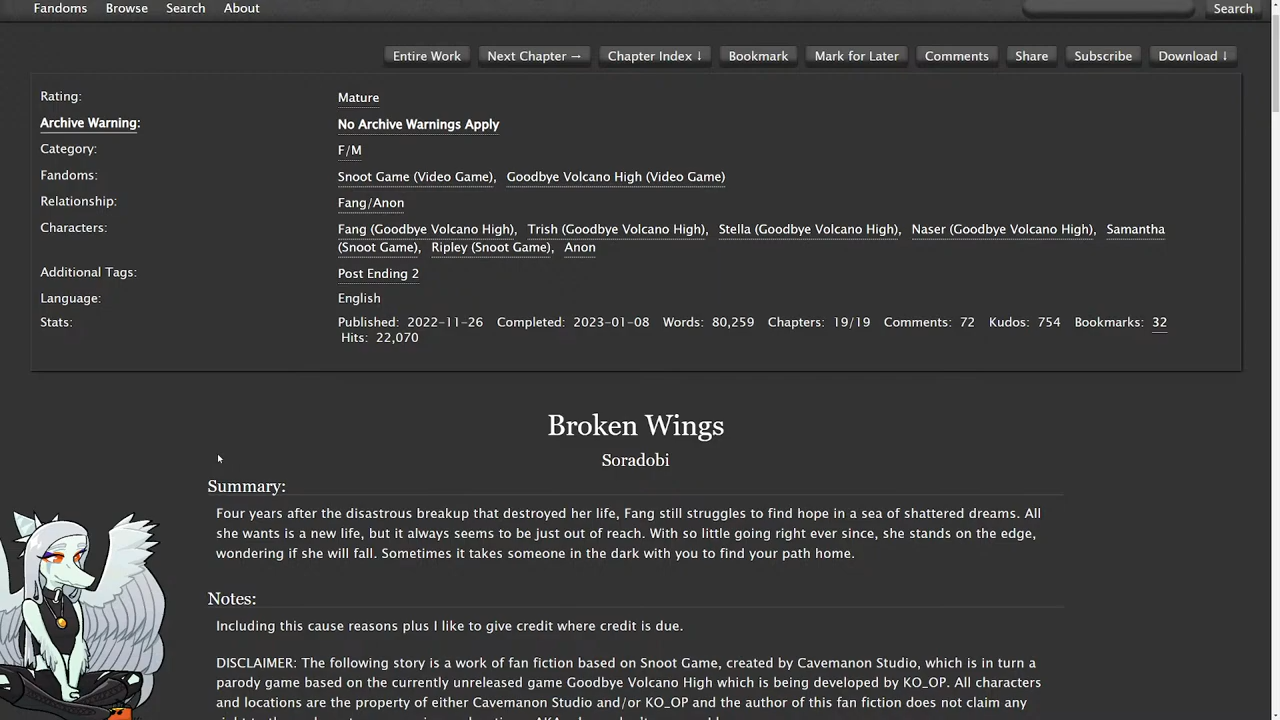 Fandoms Browse Search About Search
Entire Work Next Chapter → Chapter Index ↓ Bookmark Mark for Later Comments Share Subscribe Download ↓
Rating: Mature
Archive Warning: No Archive Warnings Apply
Category: F/M
Fandoms: Snoot Game (Video Game), Goodbye Volcano High (Video Game)
Relationship: Fang/Anon
Characters: Fang (Goodbye Volcano High), Trish (Goodbye Volcano High), Stella (Goodbye Volcano High), Naser (Goodbye Volcano High), Samantha
(Snoot Game), Ripley (Snoot Game), Anon
Additional Tags: Post Ending 2
Language: English
Stats: Published: 2022-11-26 Completed: 2023-01-08 Words: 80,259 Chapters: 19/19 Comments: 72 Kudos: 754 Bookmarks: 32
Hits: 22,070
Broken Wings
Soradobi
Summary:
Four years after the disastrous breakup that destroyed her life, Fang still struggles to find hope in a sea of shattered dreams. All
she wants is a new life, but it always seems to be just out of reach. With so little going right ever since, she stands on the edge,
wondering if she will fall. Sometimes it takes someone in the dark with you to find your path home.
Notes:
Including this cause reasons plus I like to give credit where credit is due.
DISCLAIMER: The following story is a work of fan fiction based on Snoot Game, created by Cavemanon Studio, which is in turn a
parody game based on the currently unreleased game Goodbye Volcano High which is being developed by KO_OP. All characters
and locations are the property of either Cavemanon Studio and/or KO_OP and the author of this fan fiction does not claim any